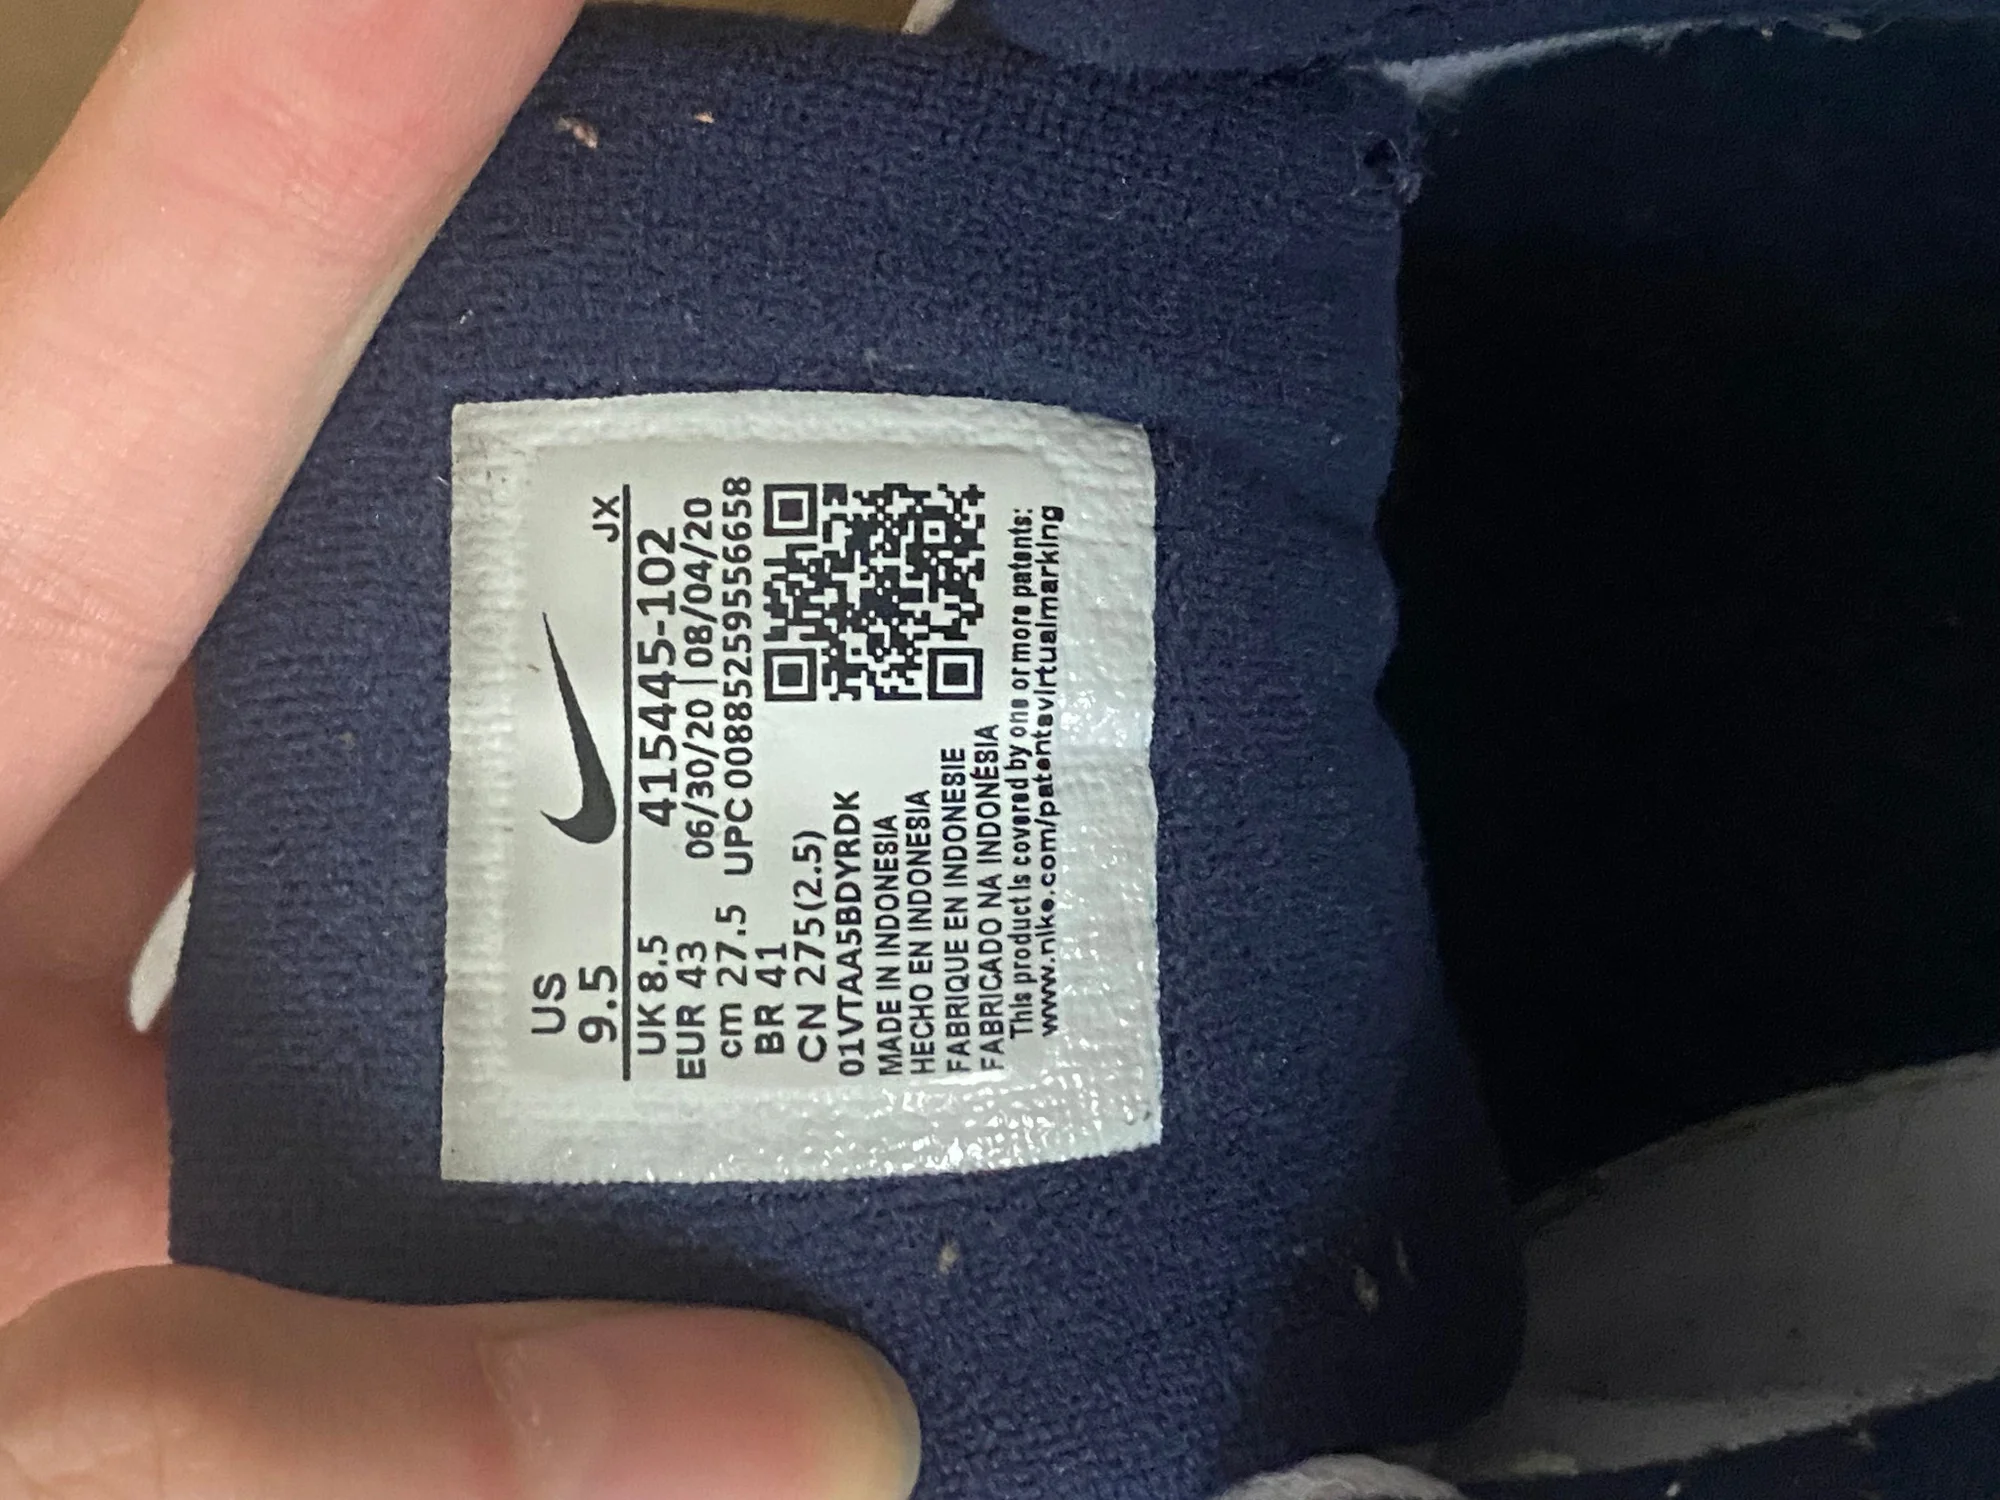 US
9.5
JX
UK 8.5 415445-102
EUR 43 06/30/20 | 08/04/20
cm 27.5 UPC 00885259556658
BR 41
CN 275(2.5)
01VTAA5BDYRDK
MADE IN INDONESIA
HECHO EN INDONESIA
FABRIQUE EN INDONESIE
FABRICADO NA INDONÉSIA
This product is covered by one or more patents:
www.nike.com/patentsvirtualmarking